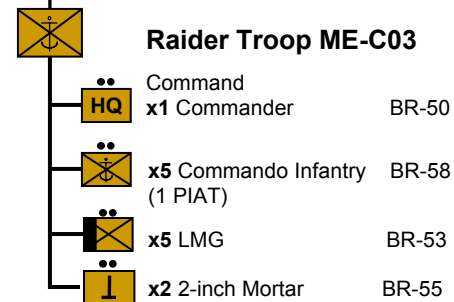 Raider Troop ME-C03
Command
HQ x1 Commander BR-50
x5 Commando Infantry BR-58
(1 PIAT)
x5 LMG BR-53
x2 2-inch Mortar BR-55